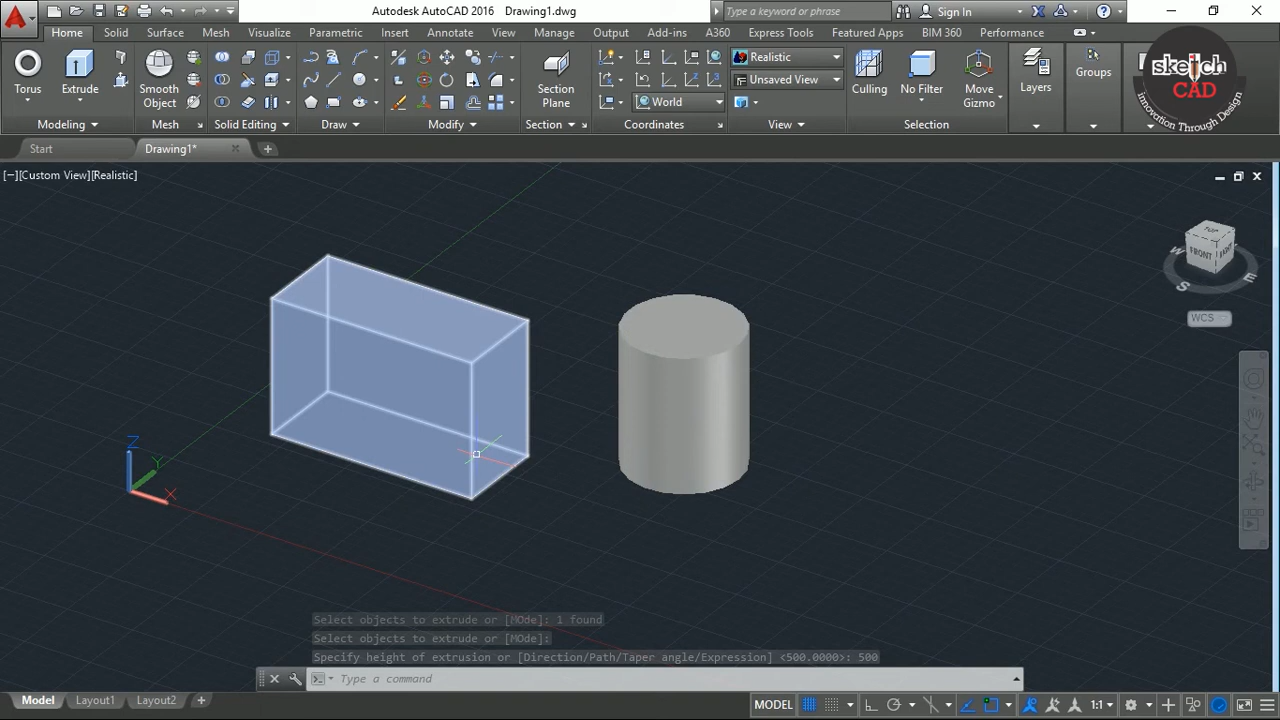 Autodesk AutoCAD 2016 Drawing1.dwg
Type a keyword or phrase
Sign In
Home Solid Surface Mesh Visualize Parametric Insert Annotate View Manage Output Add-ins A360 Express Tools Featured Apps BIM 360 Performance
Torus
Extrude
Smooth Object
Section Plane
Realistic
Unsaved View
World
Culling
No Filter
Move Gizmo
Layers
Groups
Modeling
Mesh
Solid Editing
Draw
Modify
Section
Coordinates
View
Selection
sketch
CAD
innovation Through Design
Start
Drawing1*
[−][Custom View][Realistic]
TOP
FRONT
W
S
E
WCS
Z
Y
X
Select objects to extrude or [MOde]: 1 found
Select objects to extrude or [MOde]:
Specify height of extrusion or [Direction/Path/Taper angle/Expression] <500.0000>: 500
Type a command
Model Layout1 Layout2
MODEL
1:1